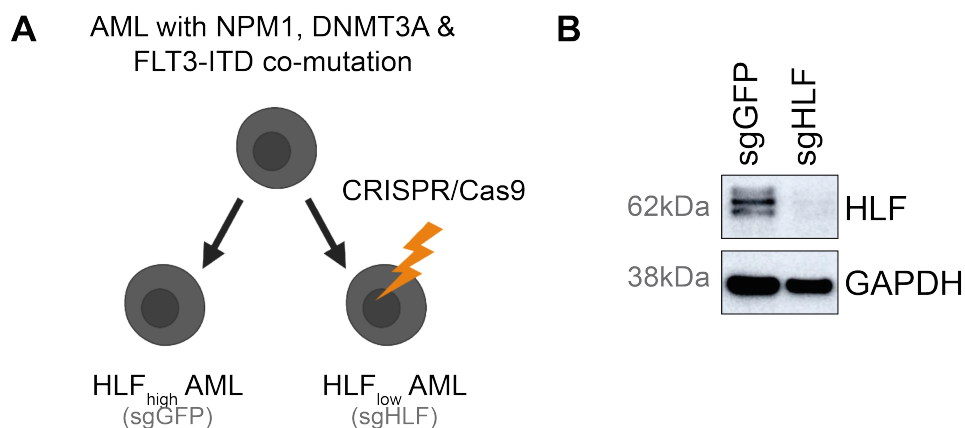 A
AML with NPM1, DNMT3A &
FLT3-ITD co-mutation
CRISPR/Cas9
HLFhigh AML
(sgGFP)
HLFlow AML
(sgHLF)
B
sgGFP
sgHLF
62kDa
HLF
38kDa
GAPDH